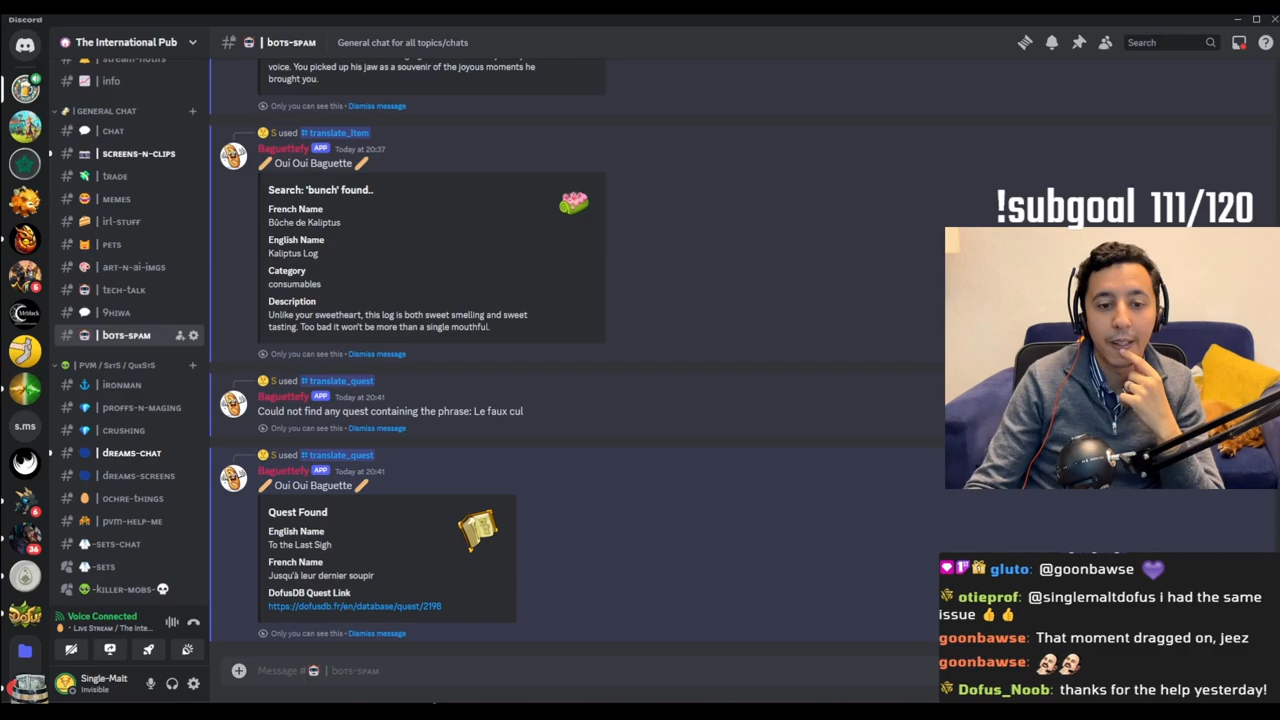 Discord
The International Pub
| BOTS-SPAM
General chat for all topics/chats
Search
| info
GENERAL CHAT
| CHAT
| SCREENS-N-CLIPS
| TRADE
| MEMES
| IRL-STUFF
| PETS
| ART-N-AI-IMGS
| TECH-TALK
| 9HIWA
| BOTS-SPAM
| PVM / SETS / QUESTS
| IRONMAN
| PROFFS-N-MAGING
| CRUSHING
| DREAMS-CHAT
| DREAMS-SCREENS
| OCHRE-THINGS
| PVM-HELP-ME
-SETS-CHAT
-SETS
-KILLER-MOBS-
5
s.ms
6
36
Voice Connected
| LIVE STREAM / The Inte...
Single-Malt
Invisible
voice. You picked up his jaw as a souvenir of the joyous moments he
brought you.
Only you can see this • Dismiss message
S used translate_item
Baguettefy APP Today at 20:37
Oui Oui Baguette
Search: 'bunch' found..
French Name
Bûche de Kaliptus
English Name
Kaliptus Log
Category
consumables
Description
Unlike your sweetheart, this log is both sweet smelling and sweet
tasting. Too bad it won't be more than a single mouthful.
Only you can see this • Dismiss message
S used translate_quest
Baguettefy APP Today at 20:41
Could not find any quest containing the phrase: Le faux cul
Only you can see this • Dismiss message
S used translate_quest
Baguettefy APP Today at 20:41
Oui Oui Baguette
Quest Found
English Name
To the Last Sigh
French Name
Jusqu'à leur dernier soupir
DofusDB Quest Link
https://dofusdb.fr/en/database/quest/2198
Only you can see this • Dismiss message
Message # | BOTS-SPAM
!subgoal 111/120
gluto: @goonbawse
otieprof: @singlemaltdofus i had the same
issue
goonbawse: That moment dragged on, jeez
goonbawse:
Dofus_Noob: thanks for the help yesterday!